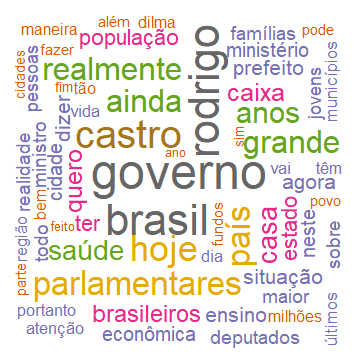 maneira
além
dilma
pode
fazer
população
famílias
ministério
prefeito
cidades
pessoas
realmente
rodrigo
jovens
municípios
fim
tão
ainda
caixa
vida
dizer
castro
anos
grande
sim
ano
realidade
ministro
cidade
quero
governo
vai
têm
agora
bem
povo
região
todo
feito
ter
brasil
fundos
país
casa
estado
neste
sobre
parte
saúde
hoje
dia
situação
parlamentares
maior
últimos
portanto
brasileiros
ensino
milhões
atenção
econômica
deputados